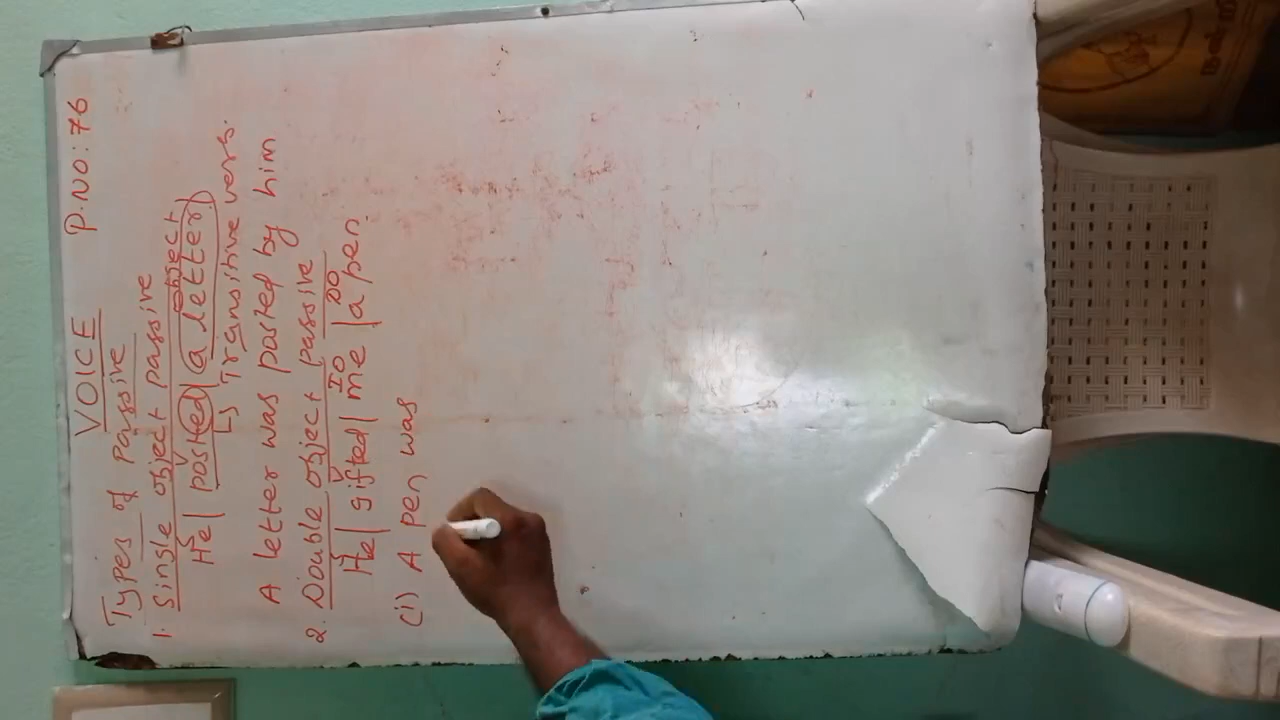 VOICE P.NO:76
Types of Passive
1. Single object passive
S V object
He | posted | a letter
↳ Transitive verb.
A letter was posted by him
2. Double object passive
S V IO DO
He | gifted | me | a pen.
(i) A pen was